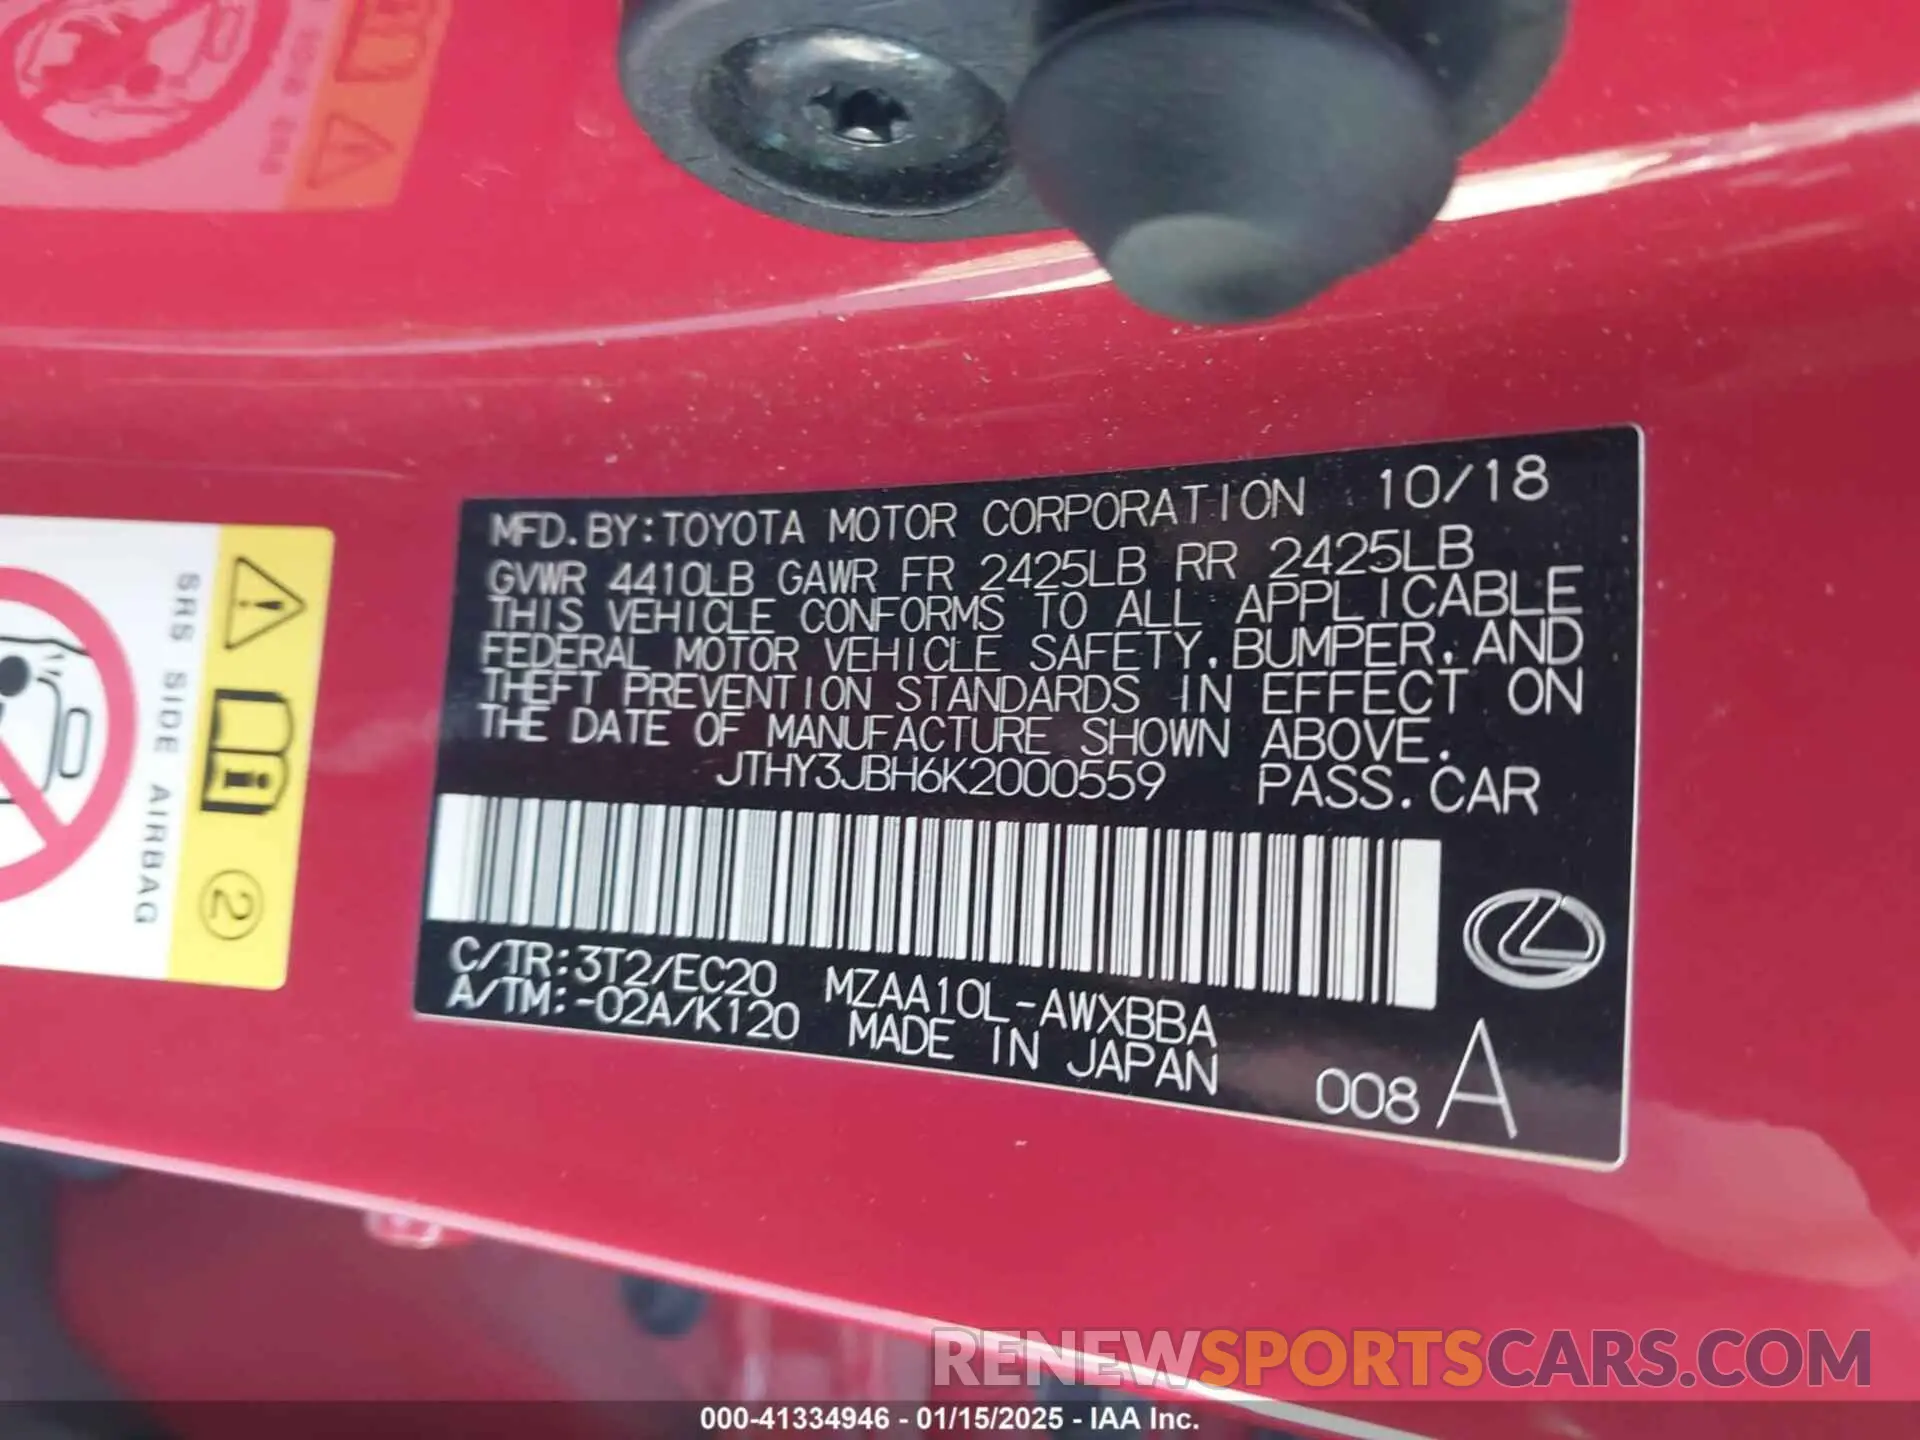 MFD.BY:TOYOTA MOTOR CORPORATION 10/18
GVWR 4410LB GAWR FR 2425LB RR 2425LB
THIS VEHICLE CONFORMS TO ALL APPLICABLE
FEDERAL MOTOR VEHICLE SAFETY, BUMPER, AND
THEFT PREVENTION STANDARDS IN EFFECT ON
THE DATE OF MANUFACTURE SHOWN ABOVE.
JTHY3JBH6K2000559 PASS.CAR
C/TR:3T2/EC20 MZAA10L-AWXBBA
A/TM:-02A/K120 MADE IN JAPAN
008 A
SRS SIDE AIRBAG
2
RENEWSPORTSCARS.COM
000-41334946 - 01/15/2025 - IAA Inc.